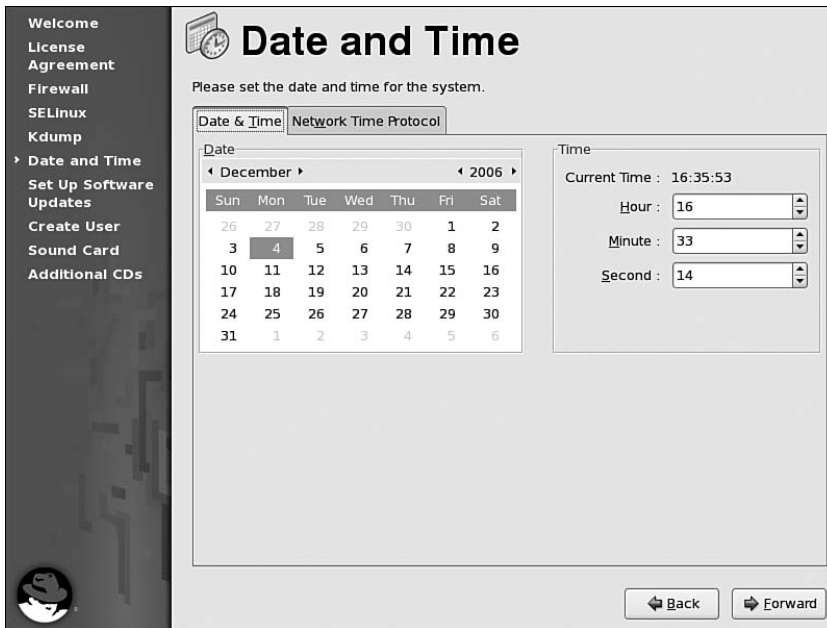 Welcome
License
Agreement
Firewall
SELinux
Kdump
Date and Time
Set Up Software
Updates
Create User
Sound Card
Additional CDs
Date and Time
Please set the date and time for the system.
Date & Time Network Time Protocol
Date
December 2006
Sun Mon Tue Wed Thu Fri Sat
26 27 28 29 30 1 2
3 4 5 6 7 8 9
10 11 12 13 14 15 16
17 18 19 20 21 22 23
24 25 26 27 28 29 30
31 1 2 3 4 5 6
Time
Current Time : 16:35:53
Hour : 16
Minute : 33
Second : 14
Back
Forward